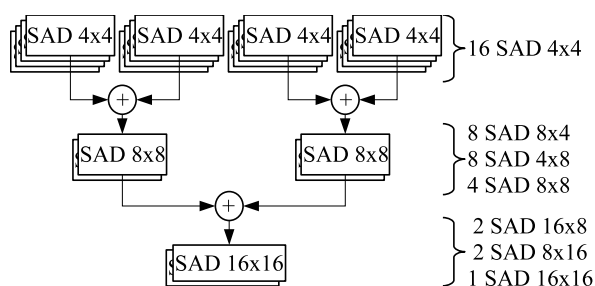 SAD 4x4 SAD 4x4 SAD 4x4 SAD 4x4
16 SAD 4x4
+ +
SAD 8x8 SAD 8x8
8 SAD 8x4
8 SAD 4x8
4 SAD 8x8
+
SAD 16x16
2 SAD 16x8
2 SAD 8x16
1 SAD 16x16